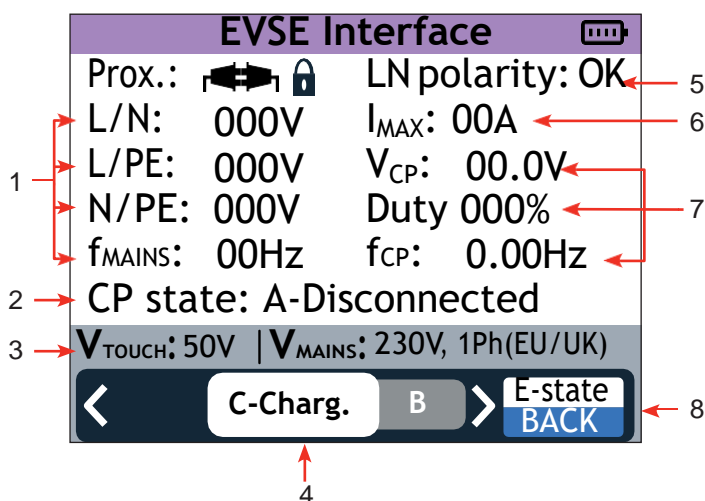 EVSE Interface
Prox.: LN polarity: OK 5
L/N: 000V IMAX: 00A 6
1 L/PE: 000V VCP: 00.0V
N/PE: 000V Duty 000% 7
fMAINS: 00Hz fCP: 0.00Hz
2 CP state: A-Disconnected
3 VTOUCH: 50V | VMAINS: 230V, 1Ph(EU/UK)
< C-Charg. B > E-state
BACK 8
4